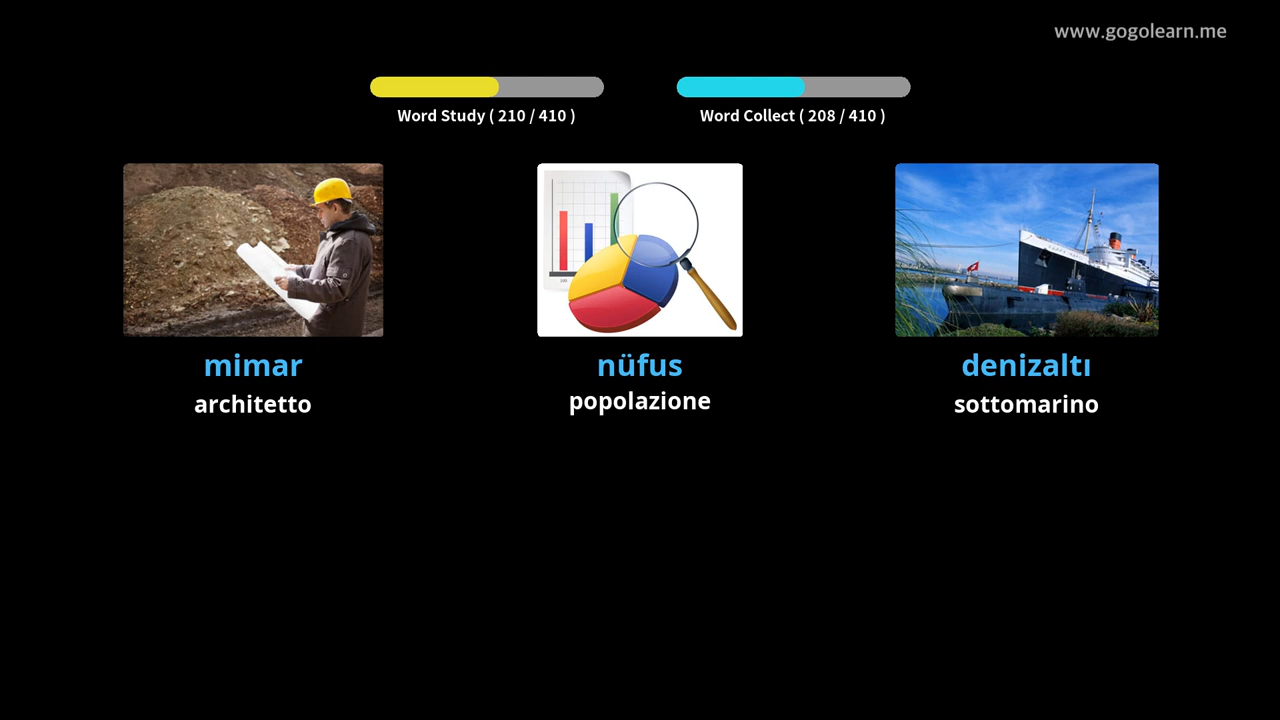 www.gogolearn.me
Word Study ( 210 / 410 )
Word Collect ( 208 / 410 )
mimar
architetto
nüfus
popolazione
denizaltı
sottomarino